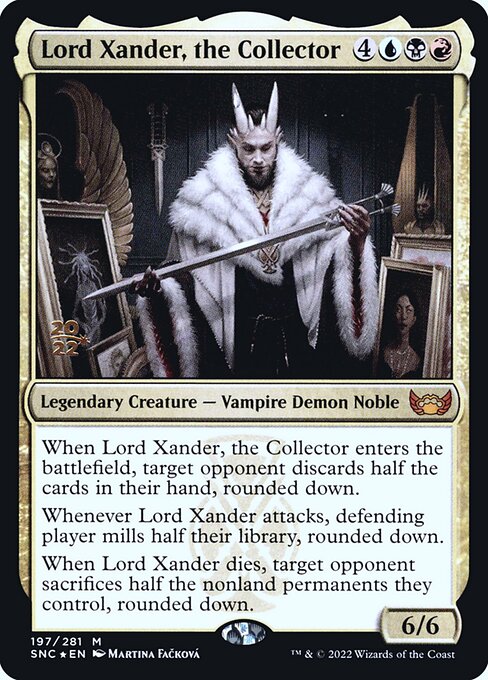 Lord Xander, the Collector 4
20
22
Legendary Creature — Vampire Demon Noble
When Lord Xander, the Collector enters the
battlefield, target opponent discards half the
cards in their hand, rounded down.
Whenever Lord Xander attacks, defending
player mills half their library, rounded down.
When Lord Xander dies, target opponent
sacrifices half the nonland permanents they
control, rounded down.
6/6
197/281 M
SNC ★ EN Martina Fačková
™ & © 2022 Wizards of the Coast